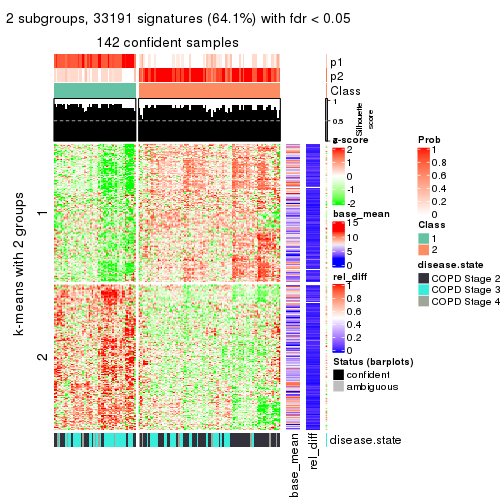 2 subgroups, 33191 signatures (64.1%) with fdr < 0.05
142 confident samples
p1
p2
Class
1
0.5
0
Silhouette
score
k-means with 2 groups
1
2
z-score
2
1
0
-1
-2
base_mean
15
10
5
0
rel_diff
1
0.8
0.6
0.4
0.2
0
Status (barplots)
confident
ambiguous
Prob
1
0.8
0.6
0.4
0.2
0
Class
1
2
disease.state
COPD Stage 2
COPD Stage 3
COPD Stage 4
disease.state
base_mean
rel_diff